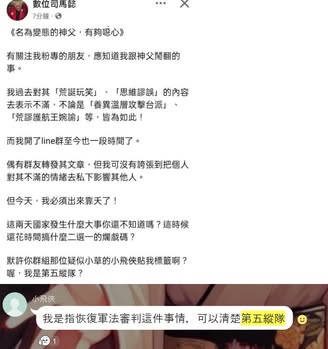 數位司馬誌
7分鐘
《名為變態的神父，有夠噁心》
有關注我粉專的朋友，應知道我跟神父鬧翻的
事。
我過去對其「荒誕玩笑」、「思維謬誤」的內容
去表示不滿，不論是「養異溫層攻擊台派」、
「荒謬護航王婉諭」等，皆為如此！
而我開了line群至今也一段時間了。
偶有群友轉發其文章，但我可沒有誇張到把個人
對其不滿的情緒去私下影響其他人。
但今天，我必須出來靠夭了！
這兩天國家發生什麼大事你還不知道嗎？這時候
還花時間搞什麼二選一的爛戲碼？
默許你群組那位疑似小草的小飛俠貼我標籤啊？
喔，我是第五縱隊？
小飛俠
我是指恢復軍法審判這件事情，可以清楚第五縱隊
1